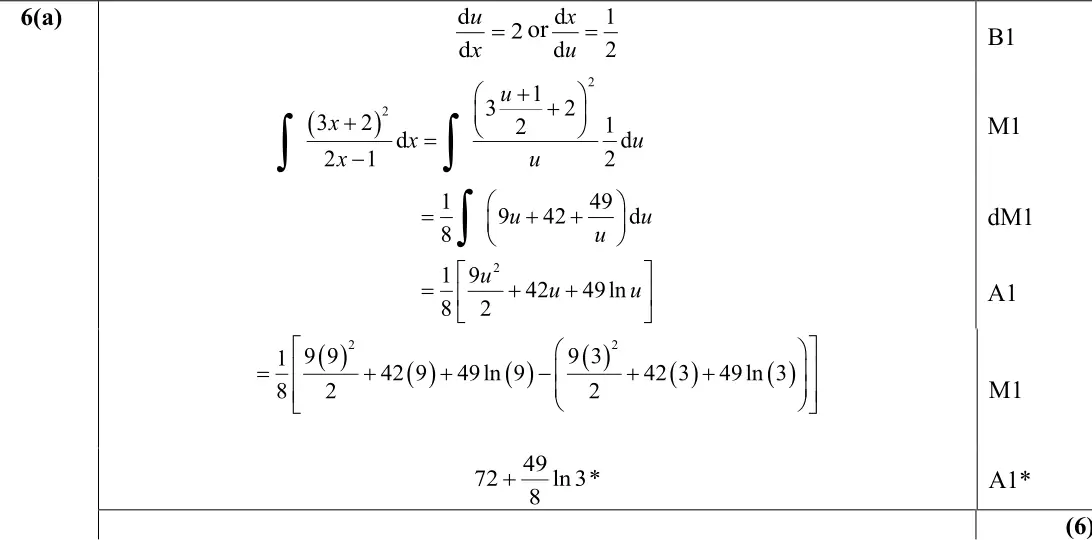 6(a) du/dx = 2 or dx/du = 1/2 B1
∫ (3x + 2)²/(2x − 1) dx = ∫ (3 (u + 1)/2 + 2)²/u 1/2 du M1
= 1/8 ∫ (9u + 42 + 49/u) du dM1
= 1/8 [9u²/2 + 42u + 49 ln u] A1
= 1/8 [9(9)²/2 + 42(9) + 49 ln(9) − (9(3)²/2 + 42(3) + 49 ln(3))] M1
72 + 49/8 ln 3 * A1*
(6)